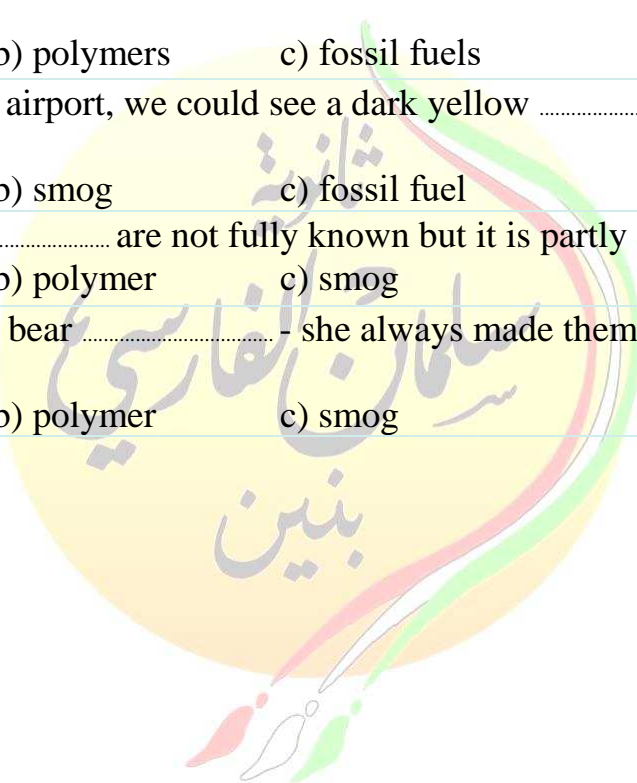 b) polymers c) fossil fuels
airport, we could see a dark yellow ....................
b) smog c) fossil fuel
.................... are not fully known but it is partly
b) polymer c) smog
bear .................................. - she always made them
b) polymer c) smog
ثانوية
سلمان الفارسي
بنين